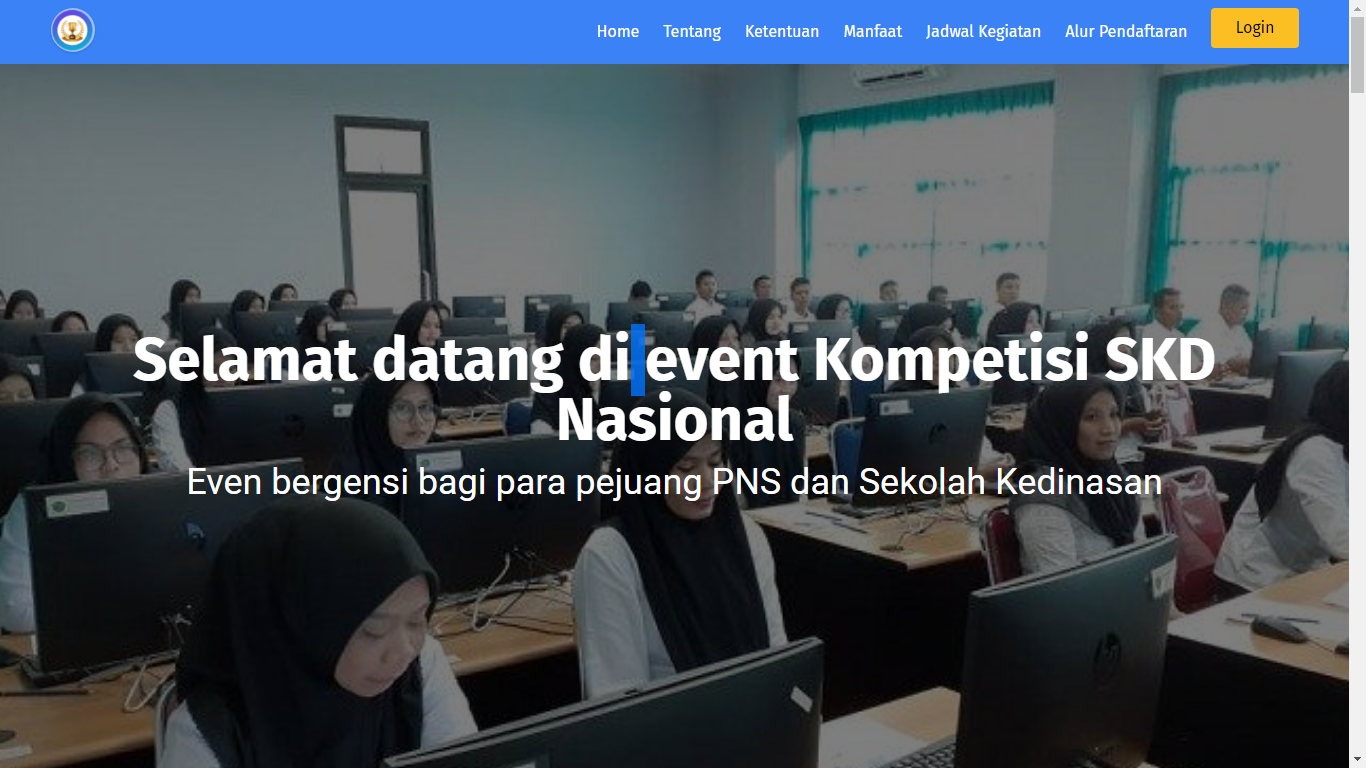 Home Tentang Ketentuan Manfaat Jadwal Kegiatan Alur Pendaftaran Login
Selamat datang di event Kompetisi SKD
Nasional
Even bergensi bagi para pejuang PNS dan Sekolah Kedinasan